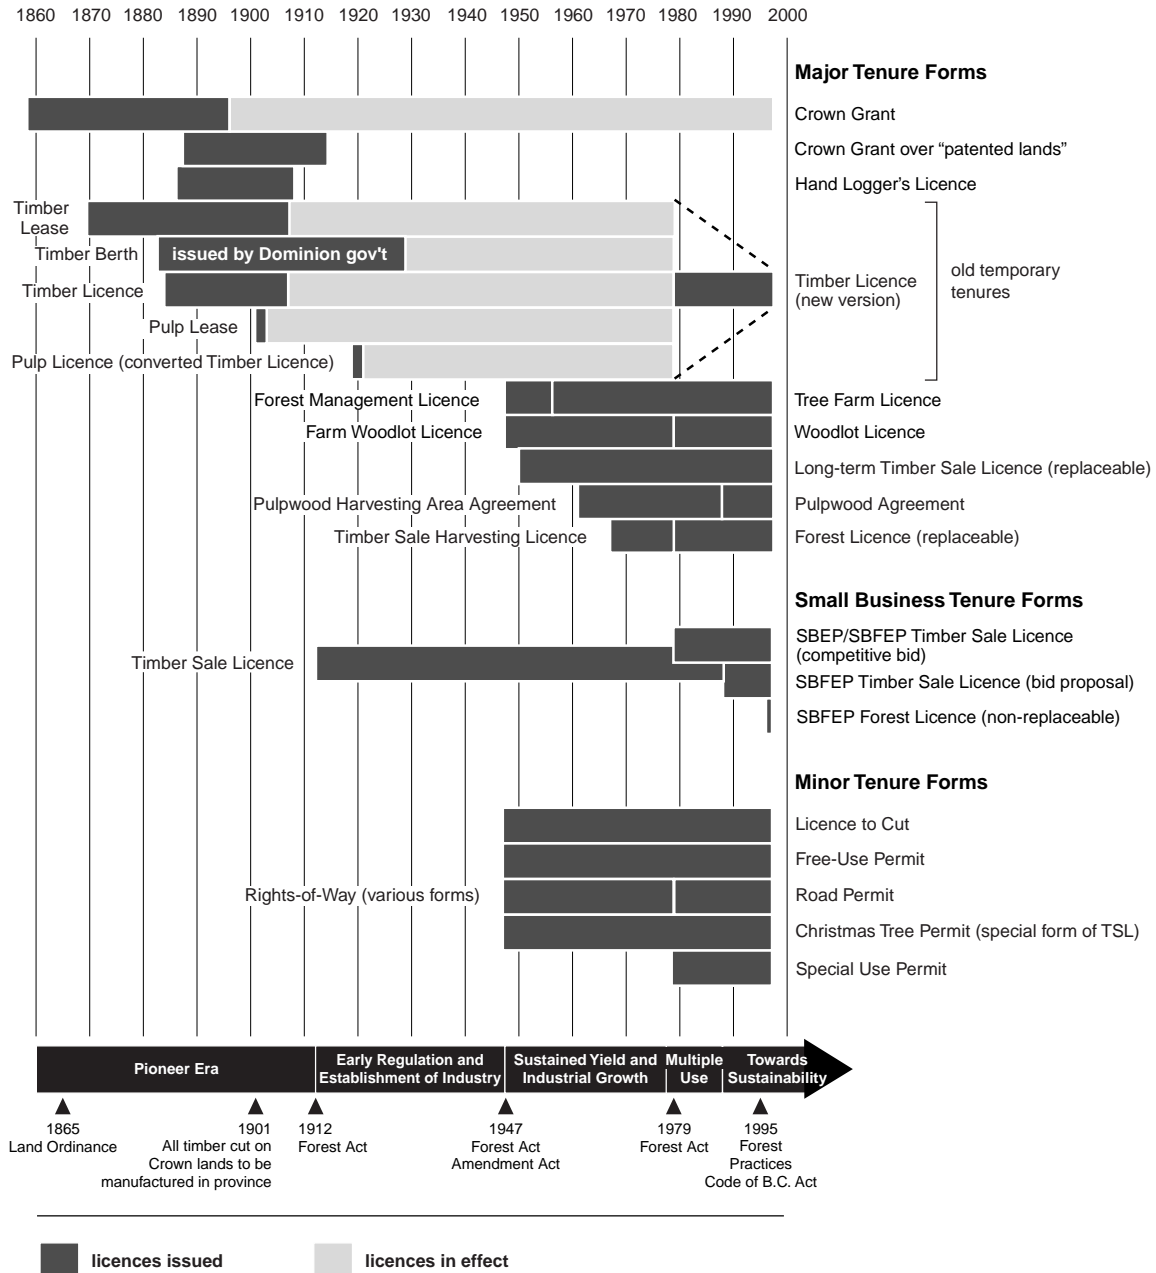 1860 1870 1880 1890 1900 1910 1920 1930 1940 1950 1960 1970 1980 1990 2000
Major Tenure Forms
Crown Grant
Crown Grant over “patented lands”
Hand Logger’s Licence
Timber
Lease
Timber Berth
issued by Dominion gov't
Timber Licence
Timber Licence
(new version)
old temporary
tenures
Pulp Lease
Pulp Licence (converted Timber Licence)
Forest Management Licence
Tree Farm Licence
Farm Woodlot Licence
Woodlot Licence
Long-term Timber Sale Licence (replaceable)
Pulpwood Harvesting Area Agreement
Pulpwood Agreement
Timber Sale Harvesting Licence
Forest Licence (replaceable)
Small Business Tenure Forms
SBEP/SBFEP Timber Sale Licence
(competitive bid)
Timber Sale Licence
SBFEP Timber Sale Licence (bid proposal)
SBFEP Forest Licence (non-replaceable)
Minor Tenure Forms
Licence to Cut
Free-Use Permit
Rights-of-Way (various forms)
Road Permit
Christmas Tree Permit (special form of TSL)
Special Use Permit
Pioneer Era
Early Regulation and
Establishment of Industry
Sustained Yield and
Industrial Growth
Multiple
Use
Towards
Sustainability
1865
Land Ordinance
1901
All timber cut on
Crown lands to be
manufactured in province
1912
Forest Act
1947
Forest Act
Amendment Act
1979
Forest Act
1995
Forest
Practices
Code of B.C. Act
licences issued
licences in effect